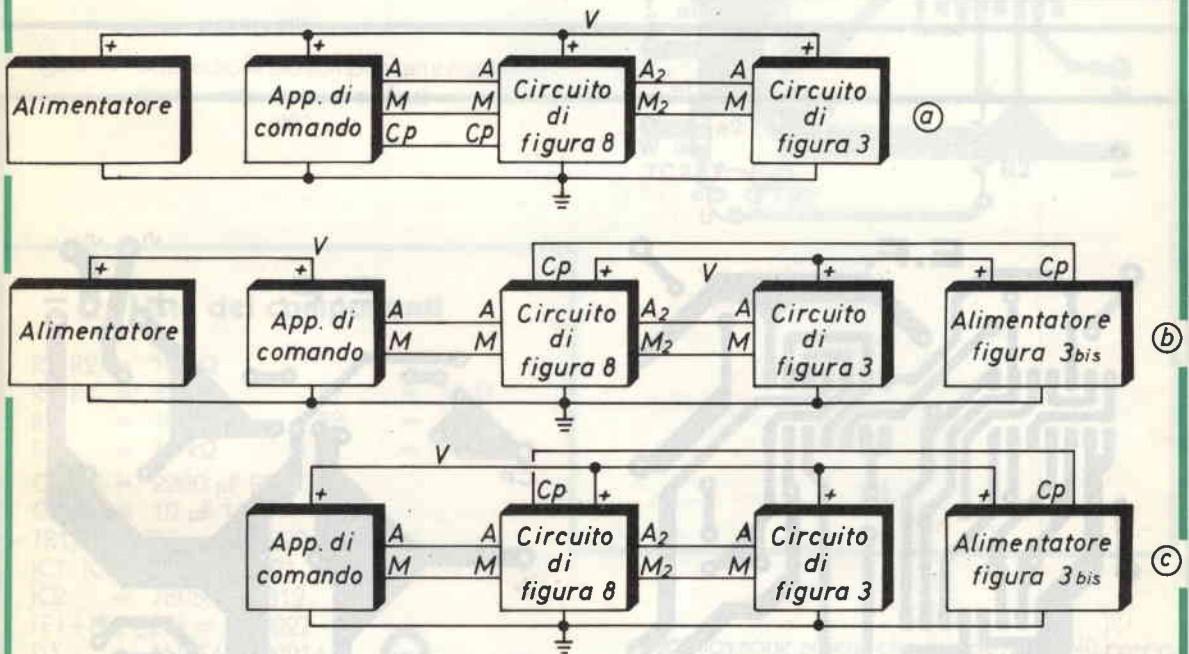 V
+ + + +
Alimentatore
App. di
comando
A A
M M
Cp Cp
Circuito
di
figura 8
A2 A
M2 M
Circuito
di
figura 3
a
V
+ +
Alimentatore
App. di
comando
A A
M M
Cp + V + + Cp
Circuito
di
figura 8
A2 A
M2 M
Circuito
di
figura 3
Alimentatore
figura 3bis
b
V
+ Cp + + + Cp
App. di
comando
A A
M M
Circuito
di
figura 8
A2 A
M2 M
Circuito
di
figura 3
Alimentatore
figura 3bis
c